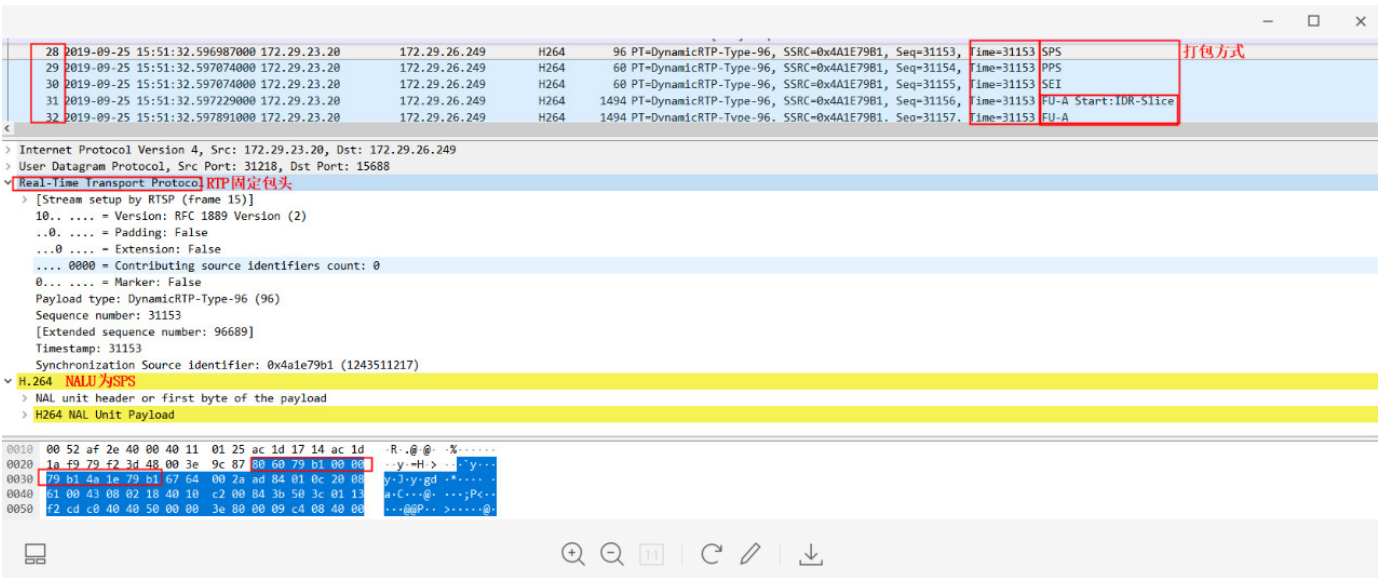 28 2019-09-25 15:51:32.596987000 172.29.23.20 172.29.26.249 H264 96 PT=DynamicRTP-Type-96, SSRC=0x4A1E79B1, Seq=31153, Time=31153 SPS 打包方式
29 2019-09-25 15:51:32.597074000 172.29.23.20 172.29.26.249 H264 60 PT=DynamicRTP-Type-96, SSRC=0x4A1E79B1, Seq=31154, Time=31153 PPS
30 2019-09-25 15:51:32.597074000 172.29.23.20 172.29.26.249 H264 60 PT=DynamicRTP-Type-96, SSRC=0x4A1E79B1, Seq=31155, Time=31153 SEI
31 2019-09-25 15:51:32.597229000 172.29.23.20 172.29.26.249 H264 1494 PT=DynamicRTP-Type-96, SSRC=0x4A1E79B1, Seq=31156, Time=31153 FU-A Start:IDR-Slice
32 2019-09-25 15:51:32.597891000 172.29.23.20 172.29.26.249 H264 1494 PT=DynamicRTP-Type-96, SSRC=0x4A1E79B1, Seq=31157, Time=31153 FU-A
> Internet Protocol Version 4, Src: 172.29.23.20, Dst: 172.29.26.249
> User Datagram Protocol, Src Port: 31218, Dst Port: 15688
Real-Time Transport Protocol RTP固定包头
> [Stream setup by RTSP (frame 15)]
10.. .... = Version: RFC 1889 Version (2)
..0. .... = Padding: False
...0 .... = Extension: False
.... 0000 = Contributing source identifiers count: 0
0... .... = Marker: False
Payload type: DynamicRTP-Type-96 (96)
Sequence number: 31153
[Extended sequence number: 96689]
Timestamp: 31153
Synchronization Source identifier: 0x4a1e79b1 (1243511217)
H.264 NALU为SPS
> NAL unit header or first byte of the payload
> H264 NAL Unit Payload
0010 00 52 af 2e 40 00 40 11 01 25 ac 1d 17 14 ac 1d ·R·.@·@· ·%······
0020 1a f9 79 f2 3d 48 00 3e 9c 87 80 60 79 b1 00 00 ··y·=H·> ···`y···
0030 79 b1 4a 1e 79 b1 67 64 00 2a ad 84 01 0c 20 08 y·J·y·gd ·*···· ·
0040 61 00 43 08 02 18 40 10 c2 00 84 3b 50 3c 01 13 a·C···@· ···;P<··
0050 f2 cd c0 40 40 50 00 00 3e 80 00 09 c4 08 40 00 ···@@P·· >·····@·
11